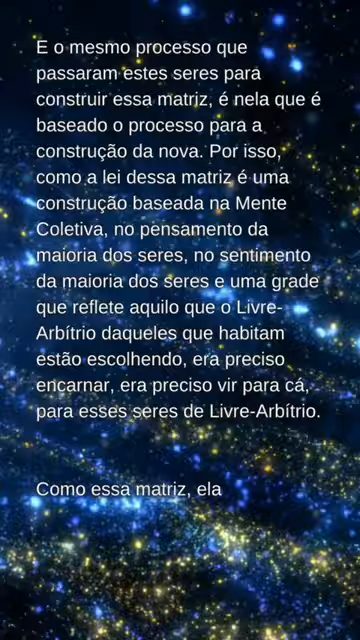 E o mesmo processo que
passaram estes seres para
construir essa matriz, é nela que é
baseado o processo para a
construção da nova. Por isso,
como a lei dessa matriz é uma
construção baseada na Mente
Coletiva, no pensamento da
maioria dos seres, no sentimento
da maioria dos seres e uma grade
que reflete aquilo que o Livre-
Arbítrio daqueles que habitam
estão escolhendo, era preciso
encarnar, era preciso vir para cá,
para esses seres de Livre-Arbítrio.
Como essa matriz, ela